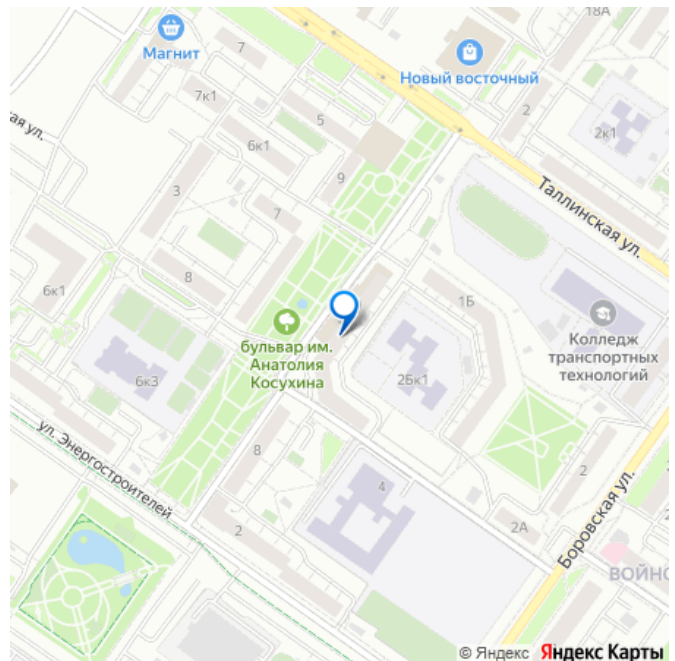 18А
7
Магнит
Новый восточный
7к1
5
2
2к1
ая ул.
6к1
9
3
Таллинская ул.
7
6к1
8
1Б
бульвар им.
Анатолия
Косухина
Колледж
транспортных
технологий
6к3
2Бк1
ул. Энергостроителей
8
4
2
2
2А
Боровская ул.
2
ВОЙНО
© Яндекс Яндекс Карты